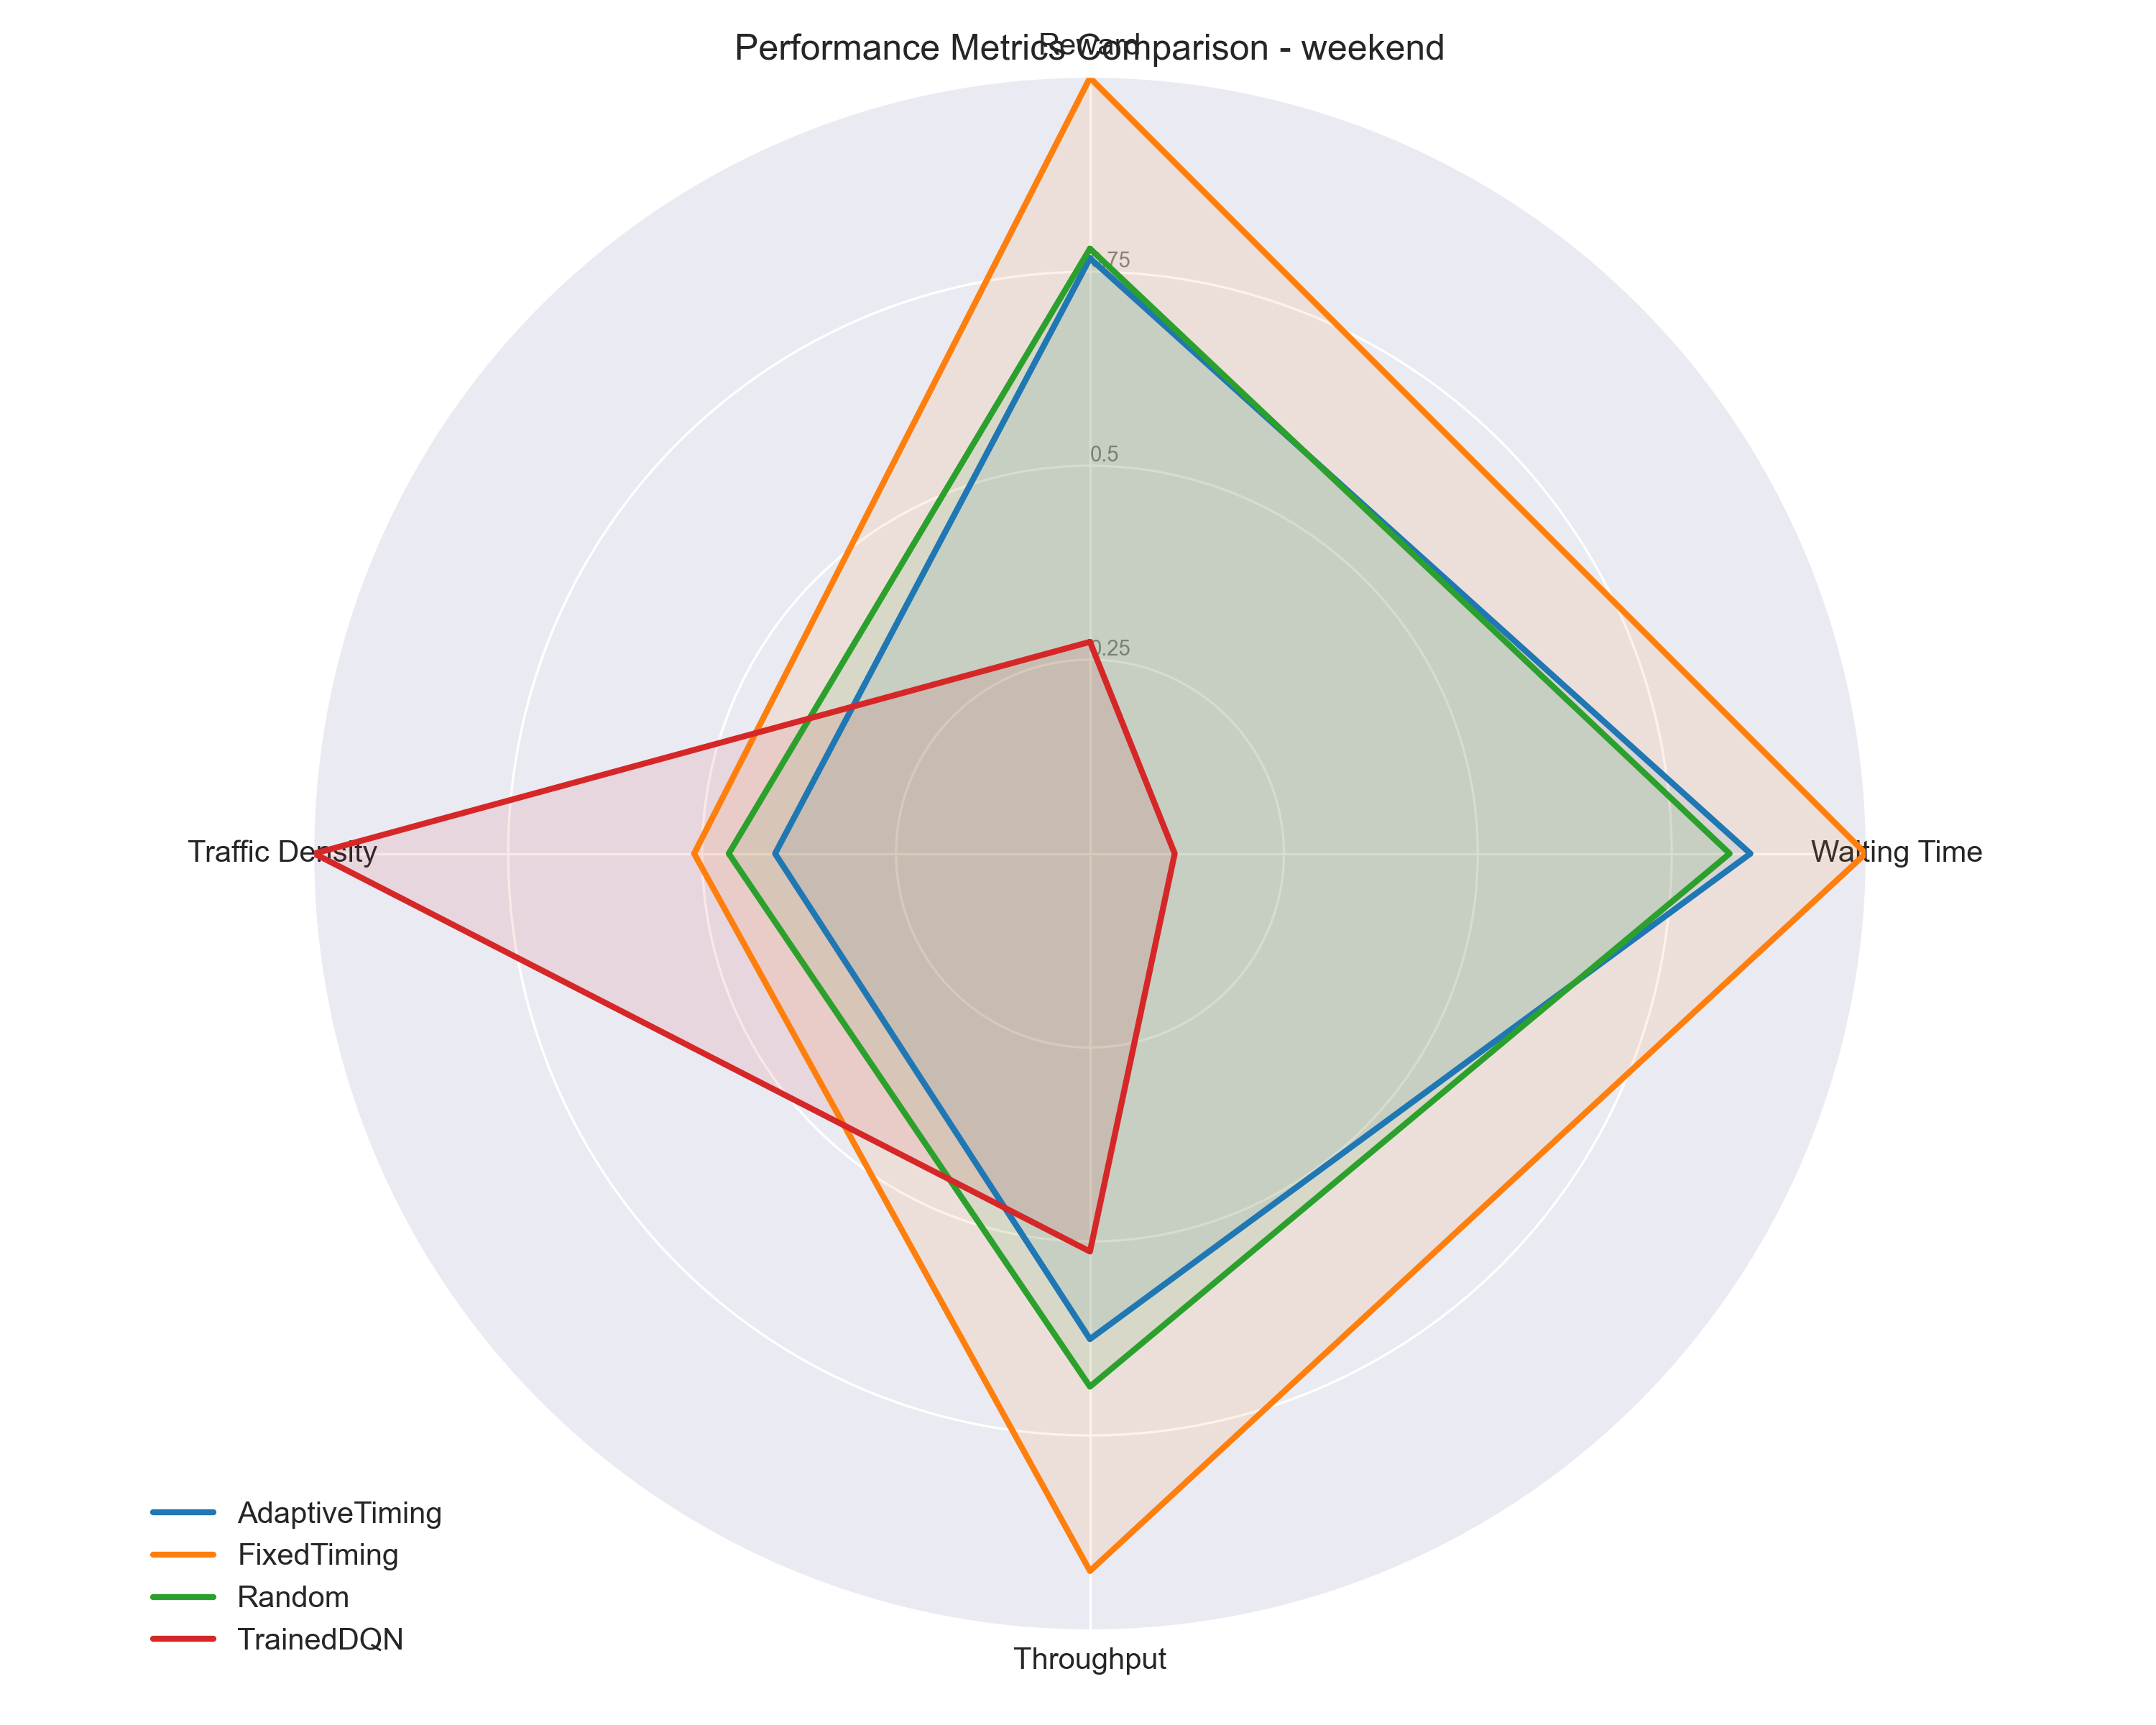 Performance Metrics Comparison - weekend
Reward
75
0.5
0.25
Traffic Density
Waiting Time
Throughput
AdaptiveTiming
FixedTiming
Random
TrainedDQN